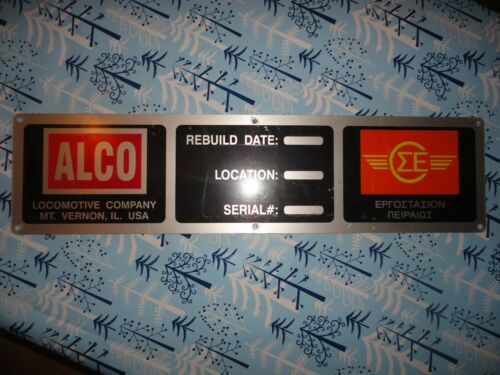 ALCO
LOCOMOTIVE COMPANY
MT. VERNON, IL. USA
REBUILD DATE:
LOCATION:
SERIAL#:
ΣΕ
ΕΡΓΟΣΤΑΣΙΟΝ
ΠΕΙΡΑΙΩΣ